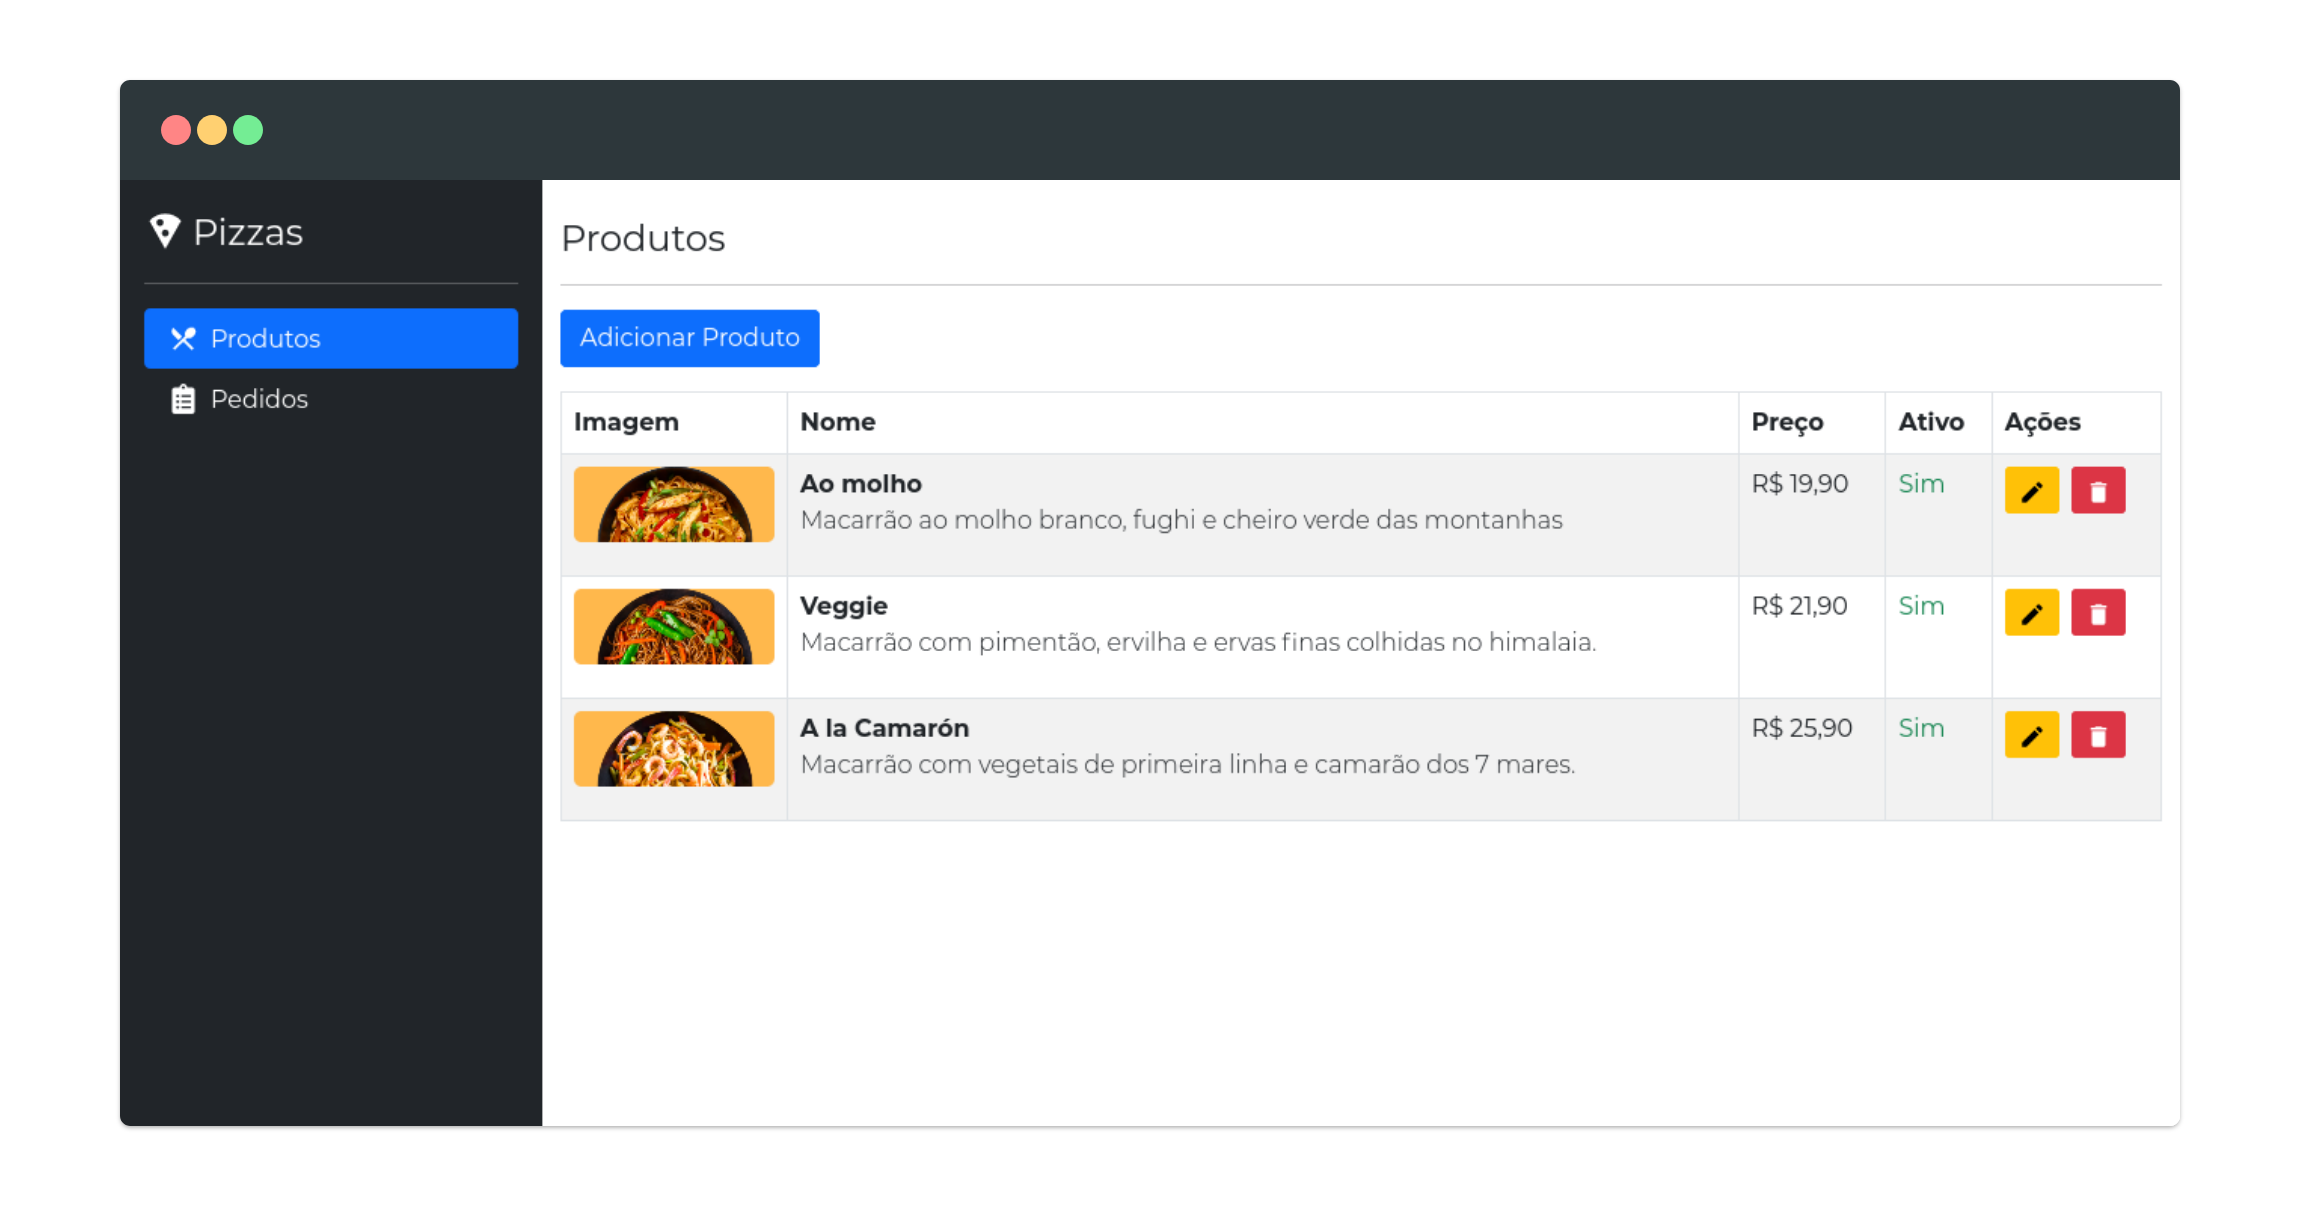 Pizzas
Produtos
Pedidos
Produtos
Adicionar Produto
Imagem Nome Preço Ativo Ações
Ao molho R$ 19,90 Sim
Macarrão ao molho branco, fughi e cheiro verde das montanhas
Veggie R$ 21,90 Sim
Macarrão com pimentão, ervilha e ervas finas colhidas no himalaia.
A la Camarón R$ 25,90 Sim
Macarrão com vegetais de primeira linha e camarão dos 7 mares.